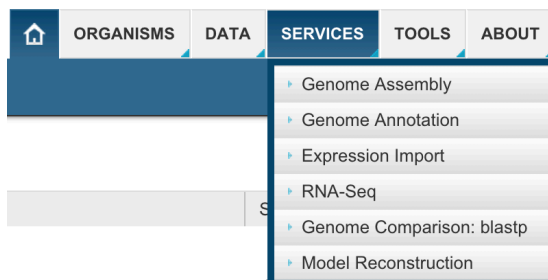 ORGANISMS DATA SERVICES TOOLS ABOUT
Genome Assembly
Genome Annotation
Expression Import
RNA-Seq
Genome Comparison: blastp
Model Reconstruction